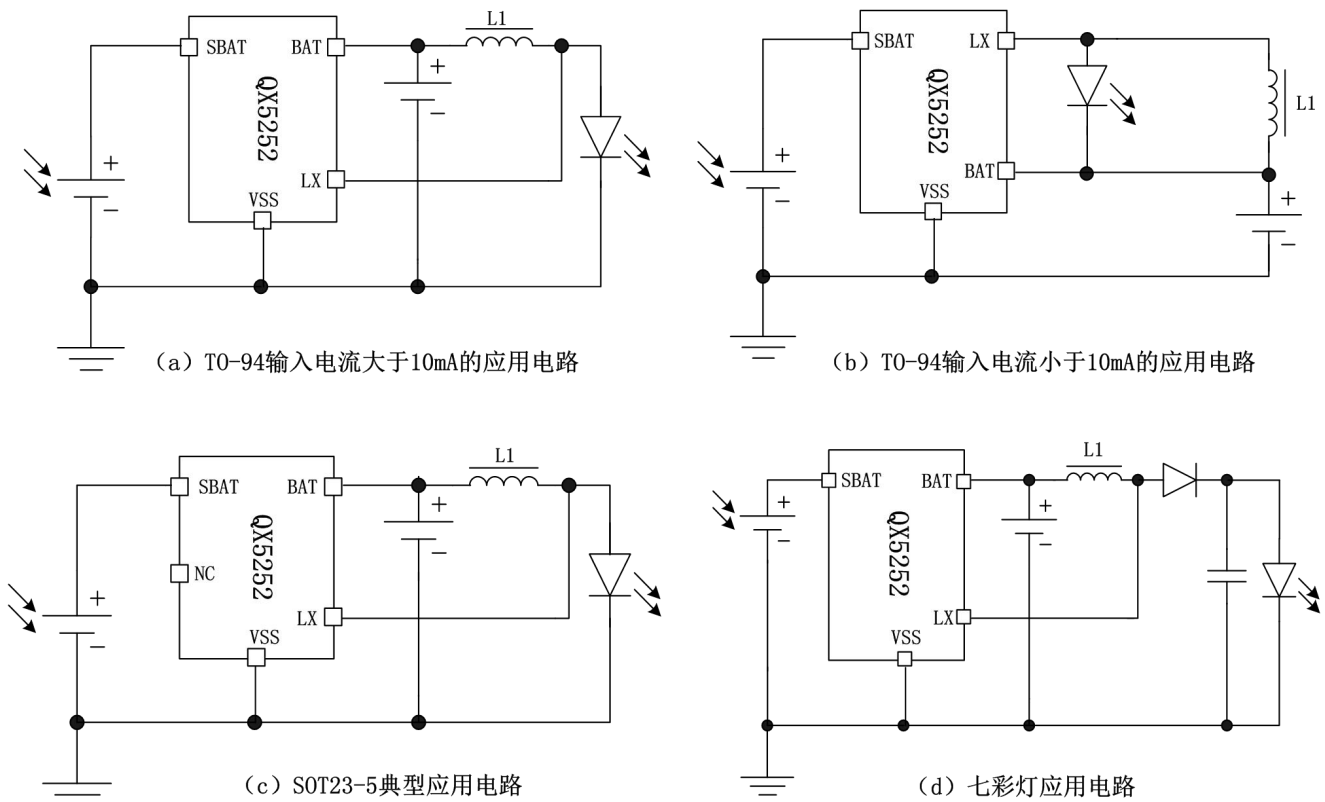 L1
SBAT BAT
QX5252
+
-
LX
VSS
+
-
(a) TO-94输入电流大于10mA的应用电路
SBAT LX
QX5252
L1
+
-
BAT
VSS
+
-
(b) TO-94输入电流小于10mA的应用电路
L1
SBAT BAT
QX5252
+
-
NC
LX
VSS
+
-
(c) SOT23-5典型应用电路
L1
SBAT BAT
QX5252
+
-
+
-
LX
VSS
(d) 七彩灯应用电路